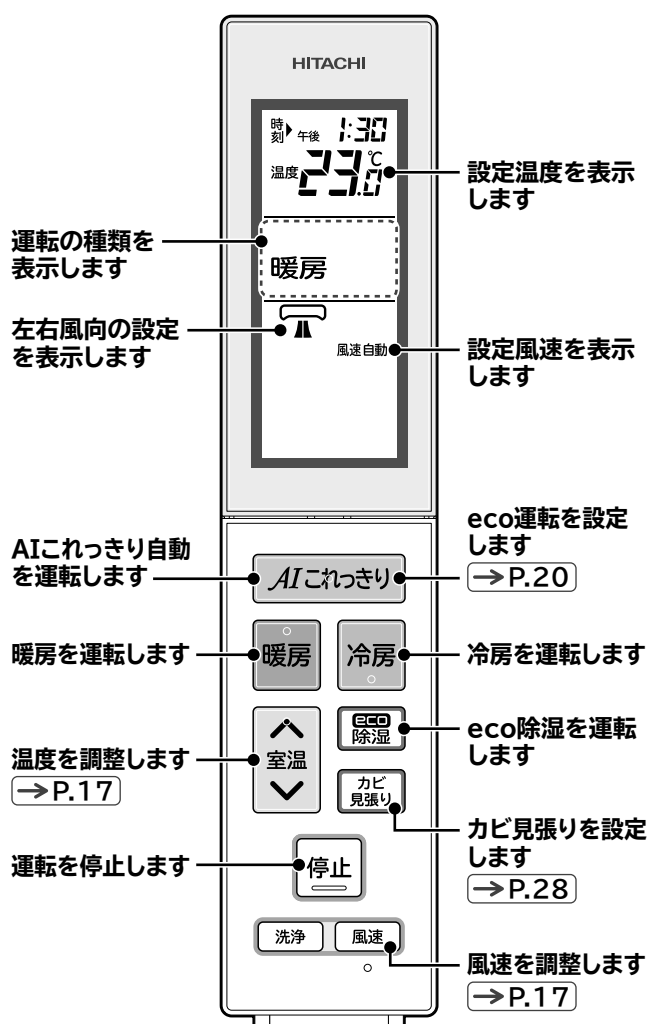 HITACHI
時刻 午後 1:30
温度 23.0 ℃
設定温度を表示
します
運転の種類を
表示します
暖房
左右風向の設定
を表示します
風速自動
設定風速を表示
します
eco運転を設定
します
→P.20
AIこれっきり自動
を運転します
AIこれっきり
暖房を運転します
暖房
冷房
冷房を運転します
eco
除湿
eco除湿を運転
します
温度を調整します
→P.17
室温
カビ
見張り
カビ見張りを設定
します
→P.28
運転を停止します
停止
洗浄
風速
風速を調整します
→P.17